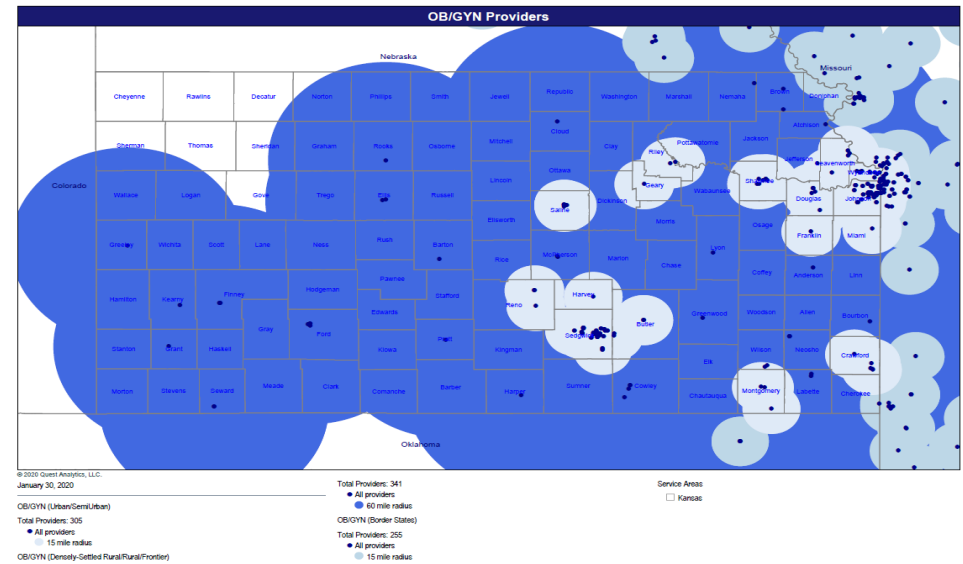 OB/GYN Providers
Nebraska
Missouri
Cheyenne Rawlins Decatur Norton Phillips Smith Jewell Republic Washington Marshall Nemaha Brown Doniphan
Cloud
Atchison
Sherman Thomas Sheridan Graham Rooks Osborne Mitchell Clay Riley Pottawatomie Jackson Jefferson Leavenworth
Ottawa
Colorado
Lincoln Geary Wabaunsee
Wallace Logan Gove Trego Ellis Russell Saline Dickinson Douglas
Ellsworth Morris Osage
Greeley Wichita Scott Lane Ness Rush Barton Lyon Franklin Miami
Rice McPherson Marion Chase
Coffey Anderson Linn
Pawnee
Hamilton Kearny Finney Hodgeman Stafford Reno Harvey
Edwards
Greenwood Woodson Allen Bourbon
Gray Ford Butler
Stanton Grant Haskell Kiowa Kingman Wilson Neosho Crawford
Elk
Morton Stevens Seward Meade Clark Comanche Barber Sumner Cowley Chautauqua Montgomery Labette Cherokee
Oklahoma
© 2020 Quest Analytics, LLC.
January 30, 2020
OB/GYN (Urban/SemiUrban)
Total Providers: 305
All providers
15 mile radius
OB/GYN (Densely-Settled Rural/Rural/Frontier)
Total Providers: 341
All providers
60 mile radius
OB/GYN (Border States)
Total Providers: 255
All providers
15 mile radius
Service Areas
Kansas